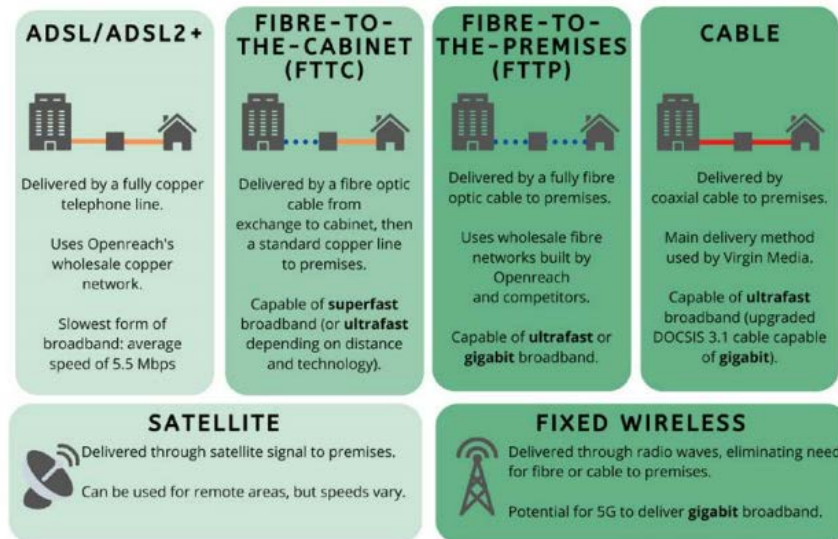 ADSL/ADSL2+
Delivered by a fully copper
telephone line.
Uses Openreach's
wholesale copper
network.
Slowest form of
broadband: average
speed of 5.5 Mbps
FIBRE-TO-
THE-CABINET
(FTTC)
Delivered by a fibre optic
cable from
exchange to cabinet, then
a standard copper line
to premises.
Capable of superfast
broadband (or ultrafast
depending on distance
and technology).
FIBRE-TO-
THE-PREMISES
(FTTP)
Delivered by a fully fibre
optic cable to premises.
Uses wholesale fibre
networks built by
Openreach
and competitors.
Capable of ultrafast or
gigabit broadband.
CABLE
Delivered by
coaxial cable to premises.
Main delivery method
used by Virgin Media.
Capable of ultrafast
broadband (upgraded
DOCSIS 3.1 cable capable
of gigabit).
SATELLITE
Delivered through satellite signal to premises.
Can be used for remote areas, but speeds vary.
FIXED WIRELESS
Delivered through radio waves, eliminating need
for fibre or cable to premises.
Potential for 5G to deliver gigabit broadband.